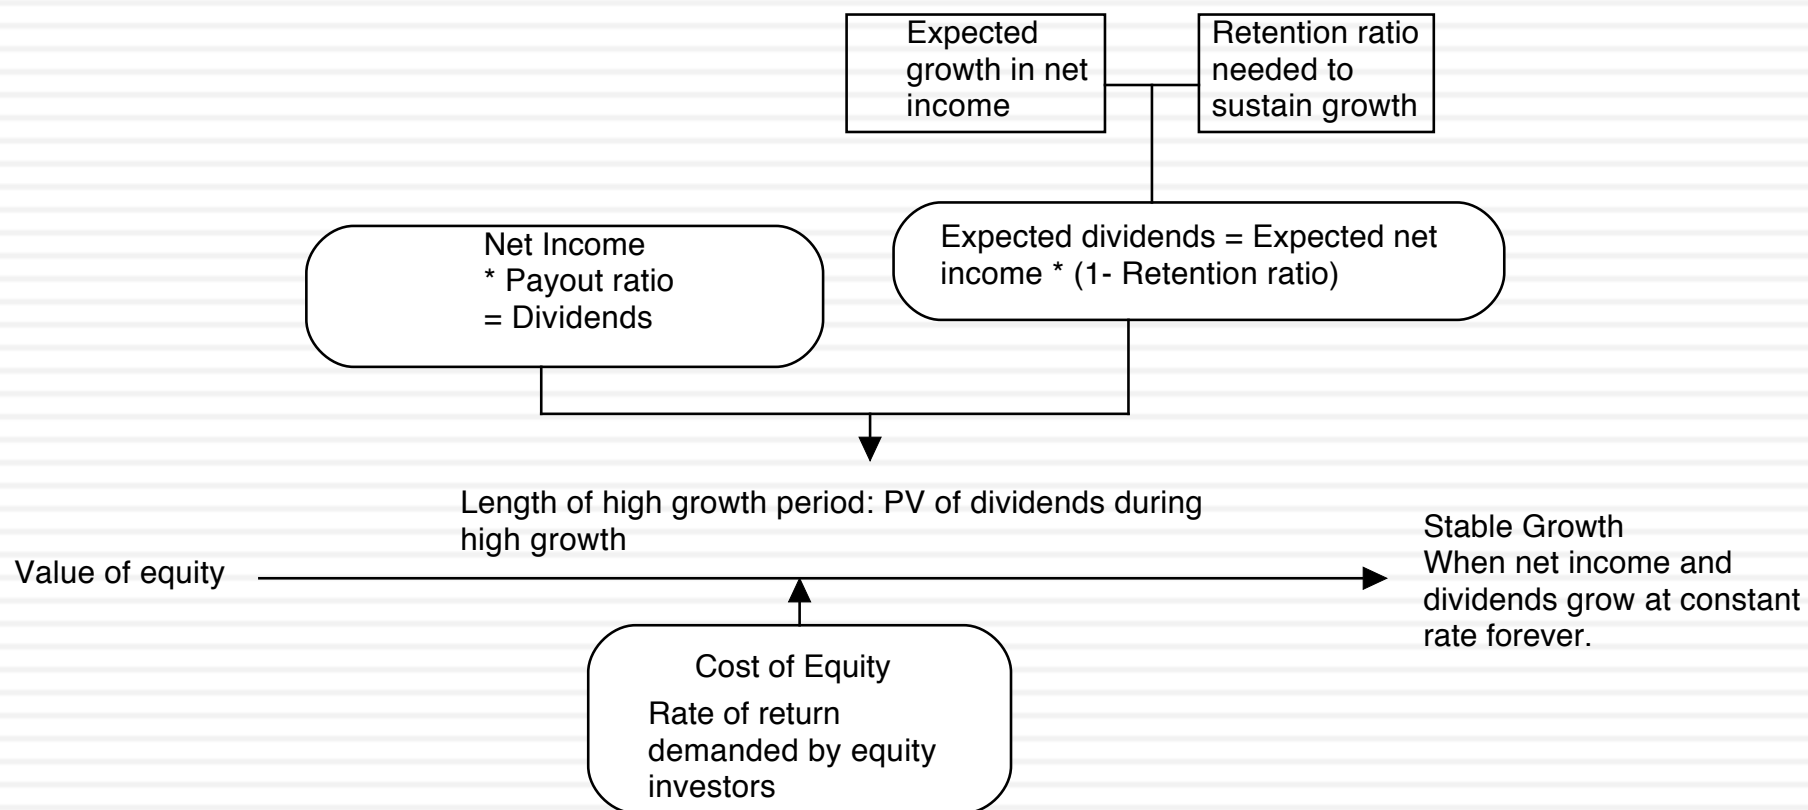 Expected
growth in net
income
Retention ratio
needed to
sustain growth
Net Income
* Payout ratio
= Dividends
Expected dividends = Expected net
income * (1- Retention ratio)
Length of high growth period: PV of dividends during
high growth
Value of equity
Stable Growth
When net income and
dividends grow at constant
rate forever.
Cost of Equity
Rate of return
demanded by equity
investors